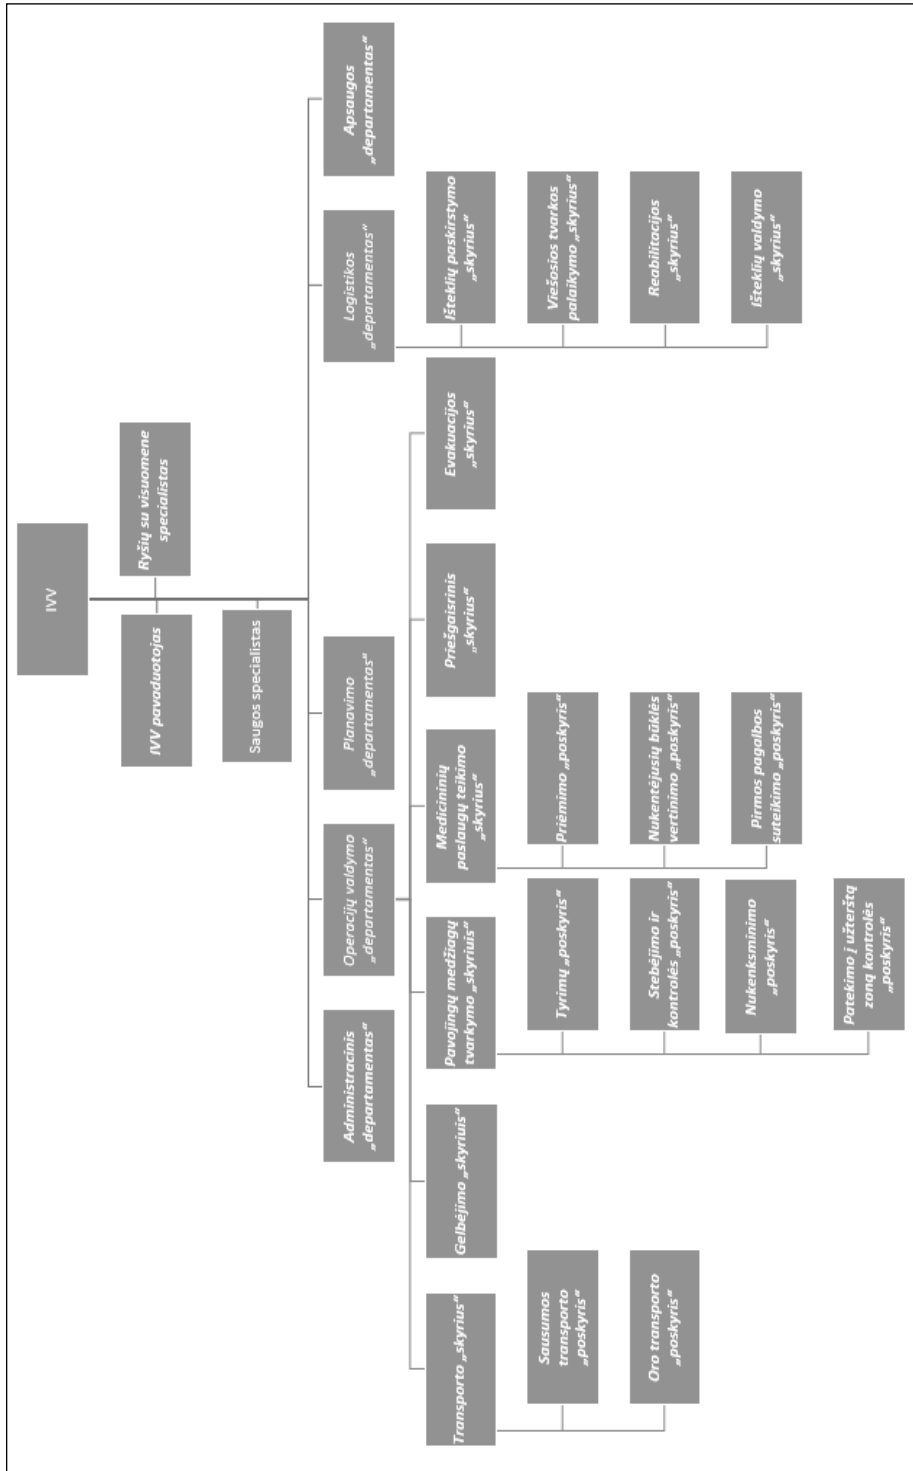 IVV
IVV pavaduotojas
Ryšių su visuomene
specialistas
Saugos specialistas
Administracinis
„departamentas“
Operacijų valdymo
„departamentas“
Planavimo
„departamentas“
Logistikos
„departamentas“
Apsaugos
„departamentas“
Transporto „skyrius“
Gelbėjimo „skyriuis“
Pavojingų medžiagų
tvarkymo „skyriuis“
Medicininių
paslaugų teikimo
„skyrius“
Priešgaisrinis
„skyrius“
Evakuacijos
„skyrius“
Išteklių paskirstymo
„skyrius“
Viešosios tvarkos
palaikymo „skyrius“
Reabilitacijos
„skyrius“
Išteklių valdymo
„skyrius“
Sausumos
transporto
„poskyris“
Oro transporto
„poskyris“
Tyrimų „poskyris“
Stebėjimo ir
kontrolės „poskyris“
Nukenksminimo
„poskyris“
Patekimo į užterštą
zoną kontrolės
„poskyris“
Priėmimo „poskyris“
Nukentėjusių būklės
vertinimo „poskyris“
Pirmos pagalbos
suteikimo „poskyris“